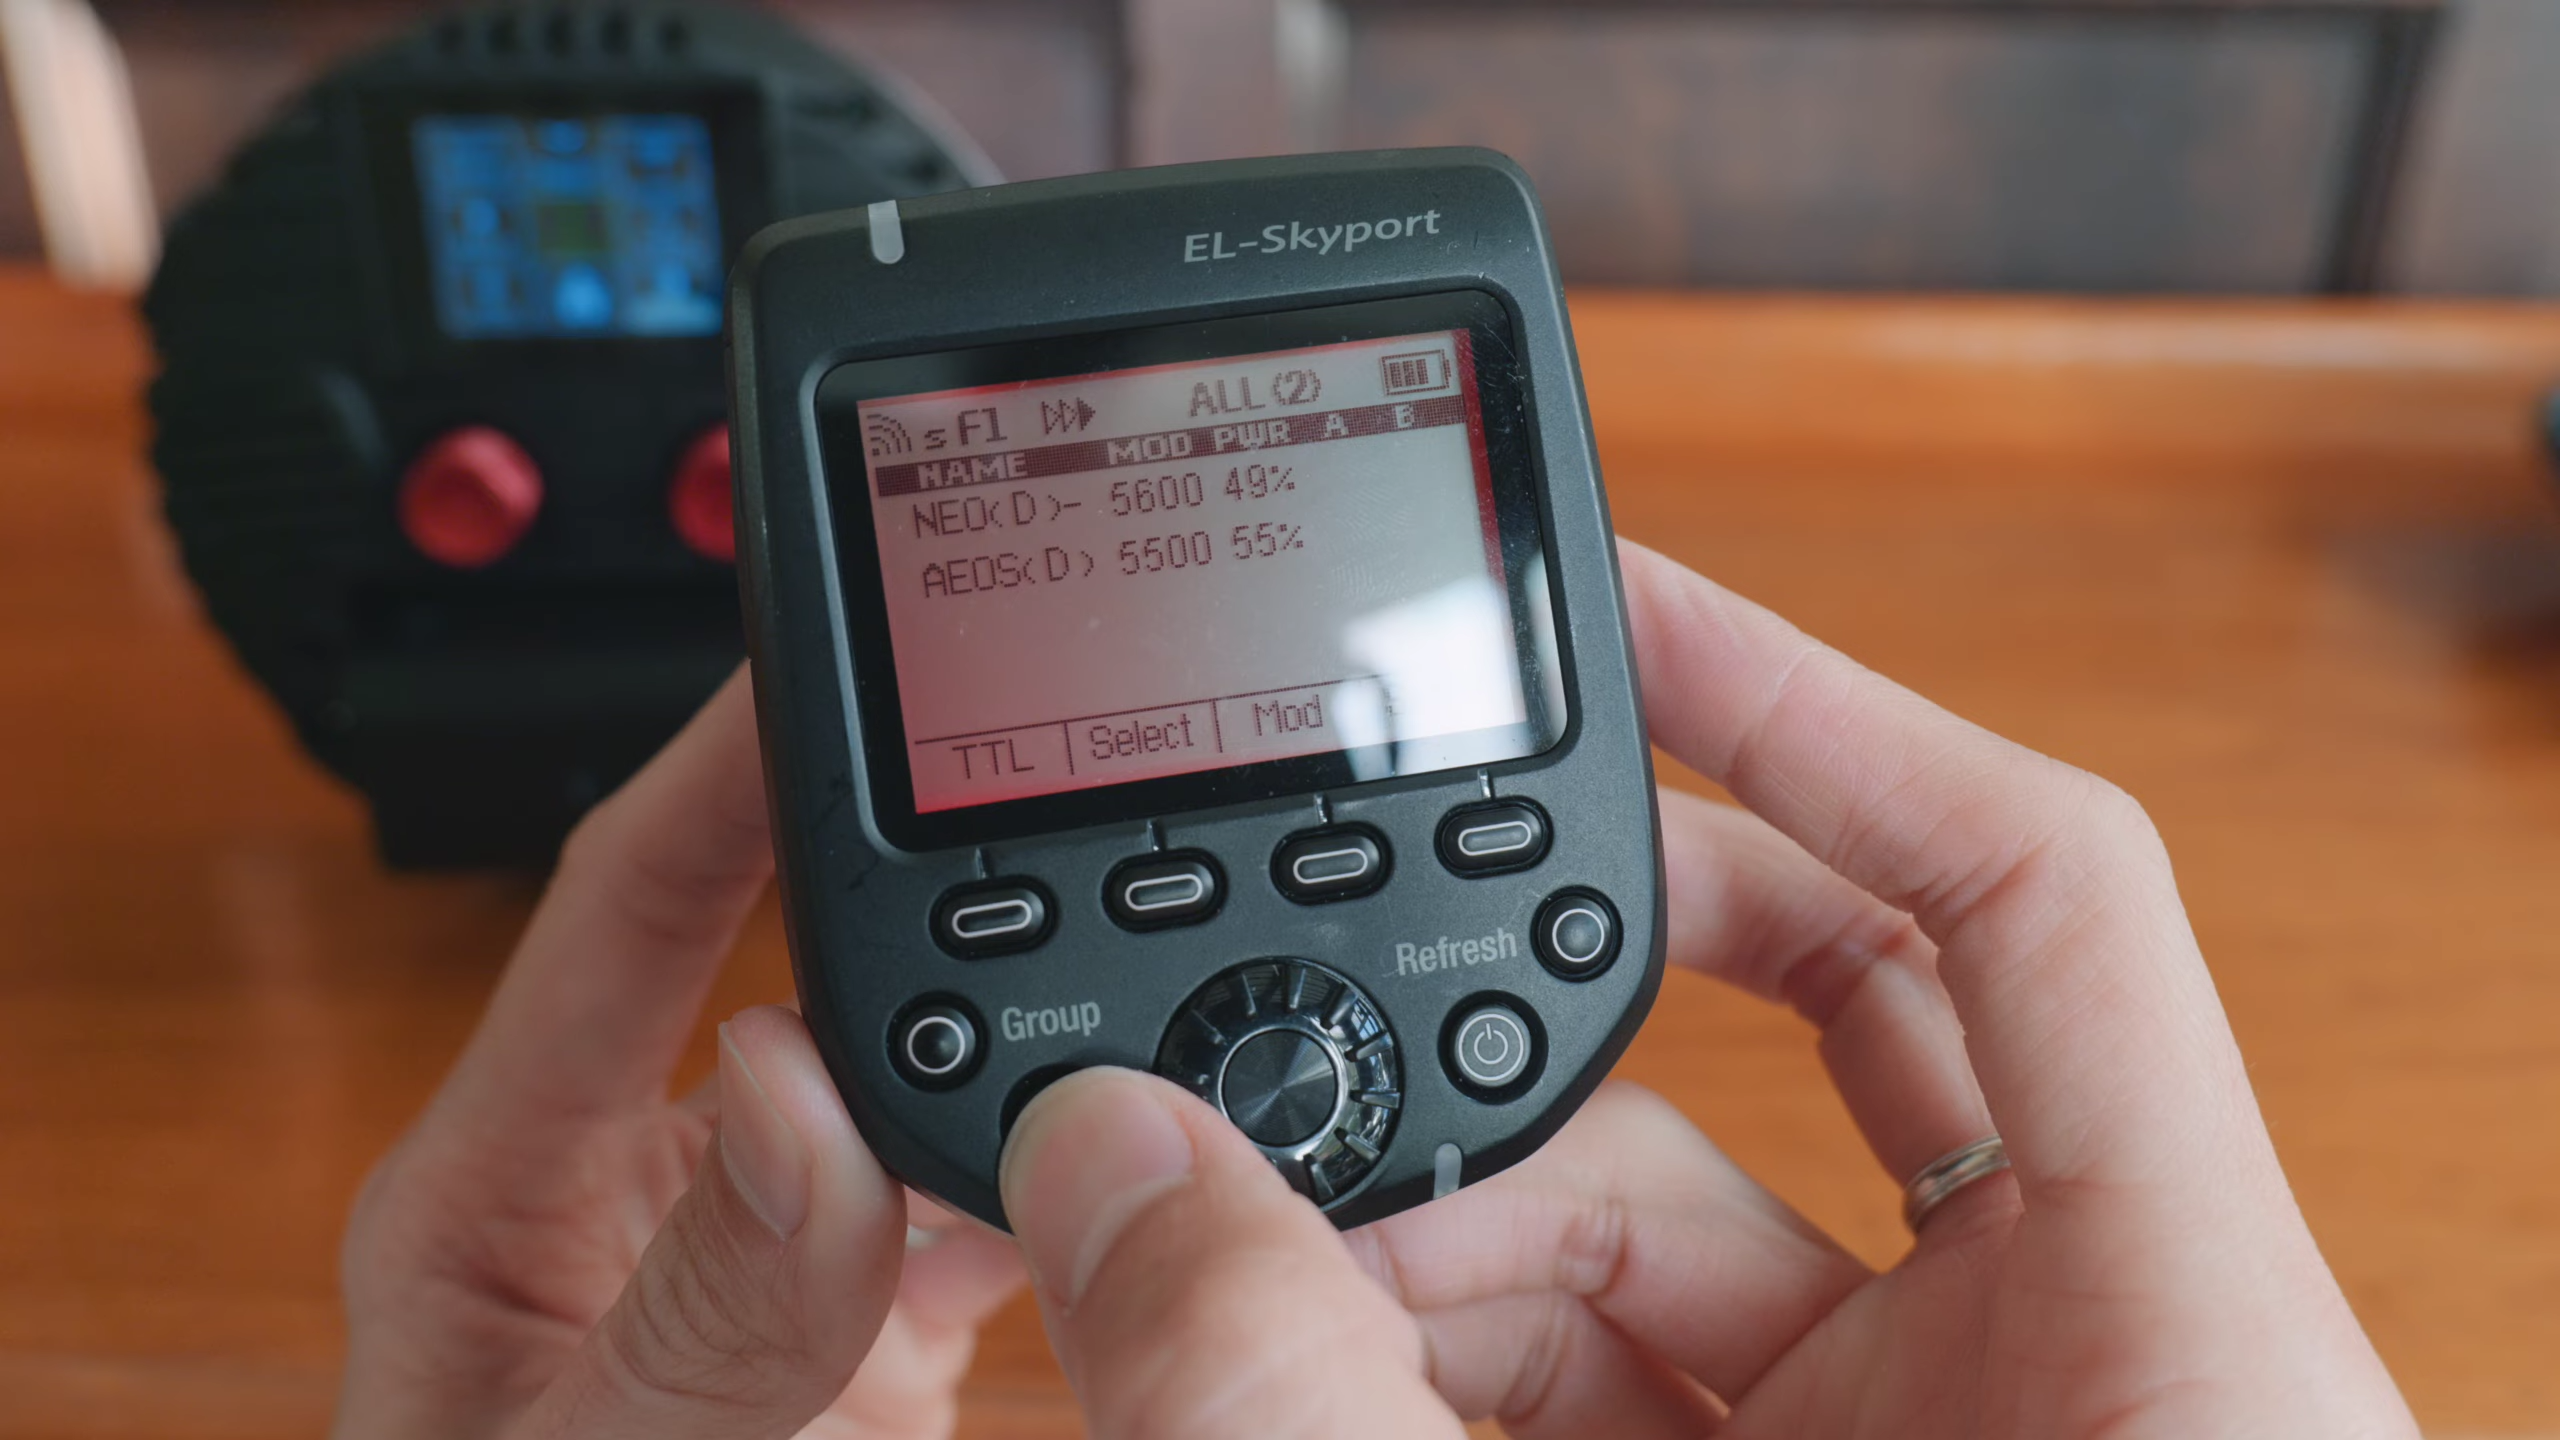 EL-Skyport
s F1 ALL (2)
NAME MOD PWR A B
NEO(D)- 5600 49%
AEOS(D) 5500 55%
TTL Select Mod
Refresh
Group